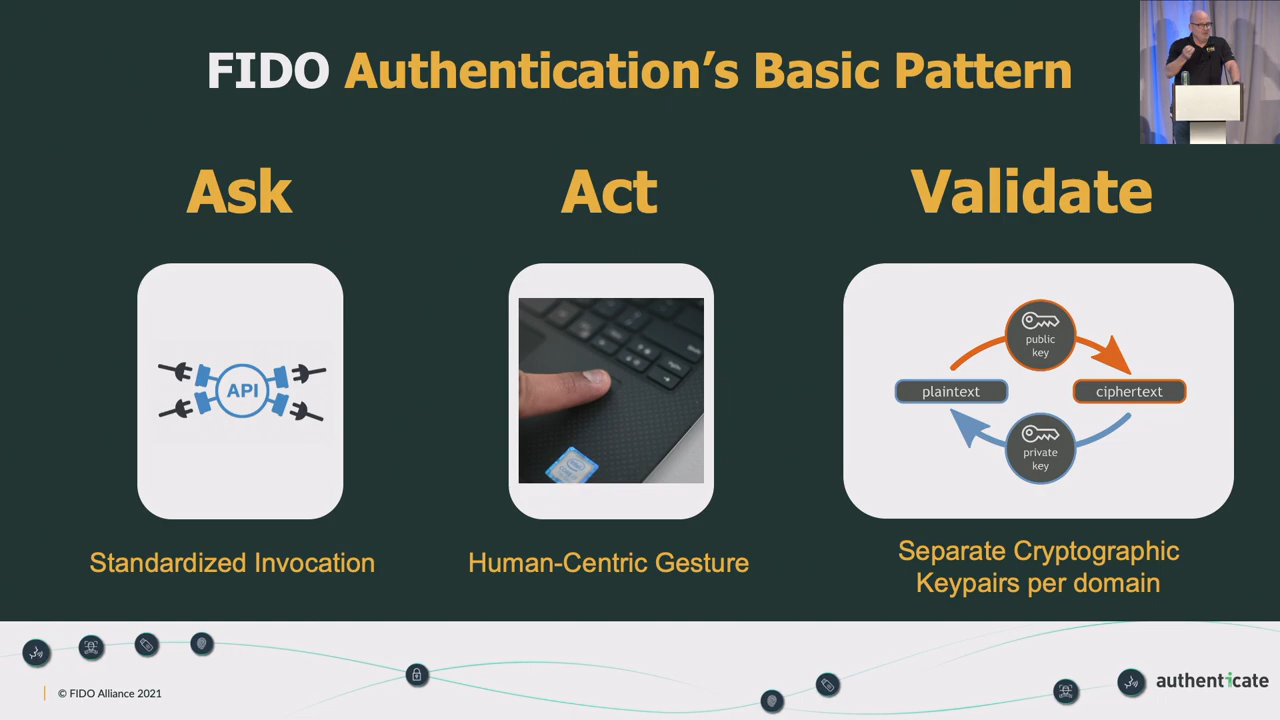 FIDO Authentication's Basic Pattern
Ask
Act
Validate
API
public
key
plaintext
ciphertext
private
key
Standardized Invocation
Human-Centric Gesture
Separate Cryptographic
Keypairs per domain
© FIDO Alliance 2021
authenticate